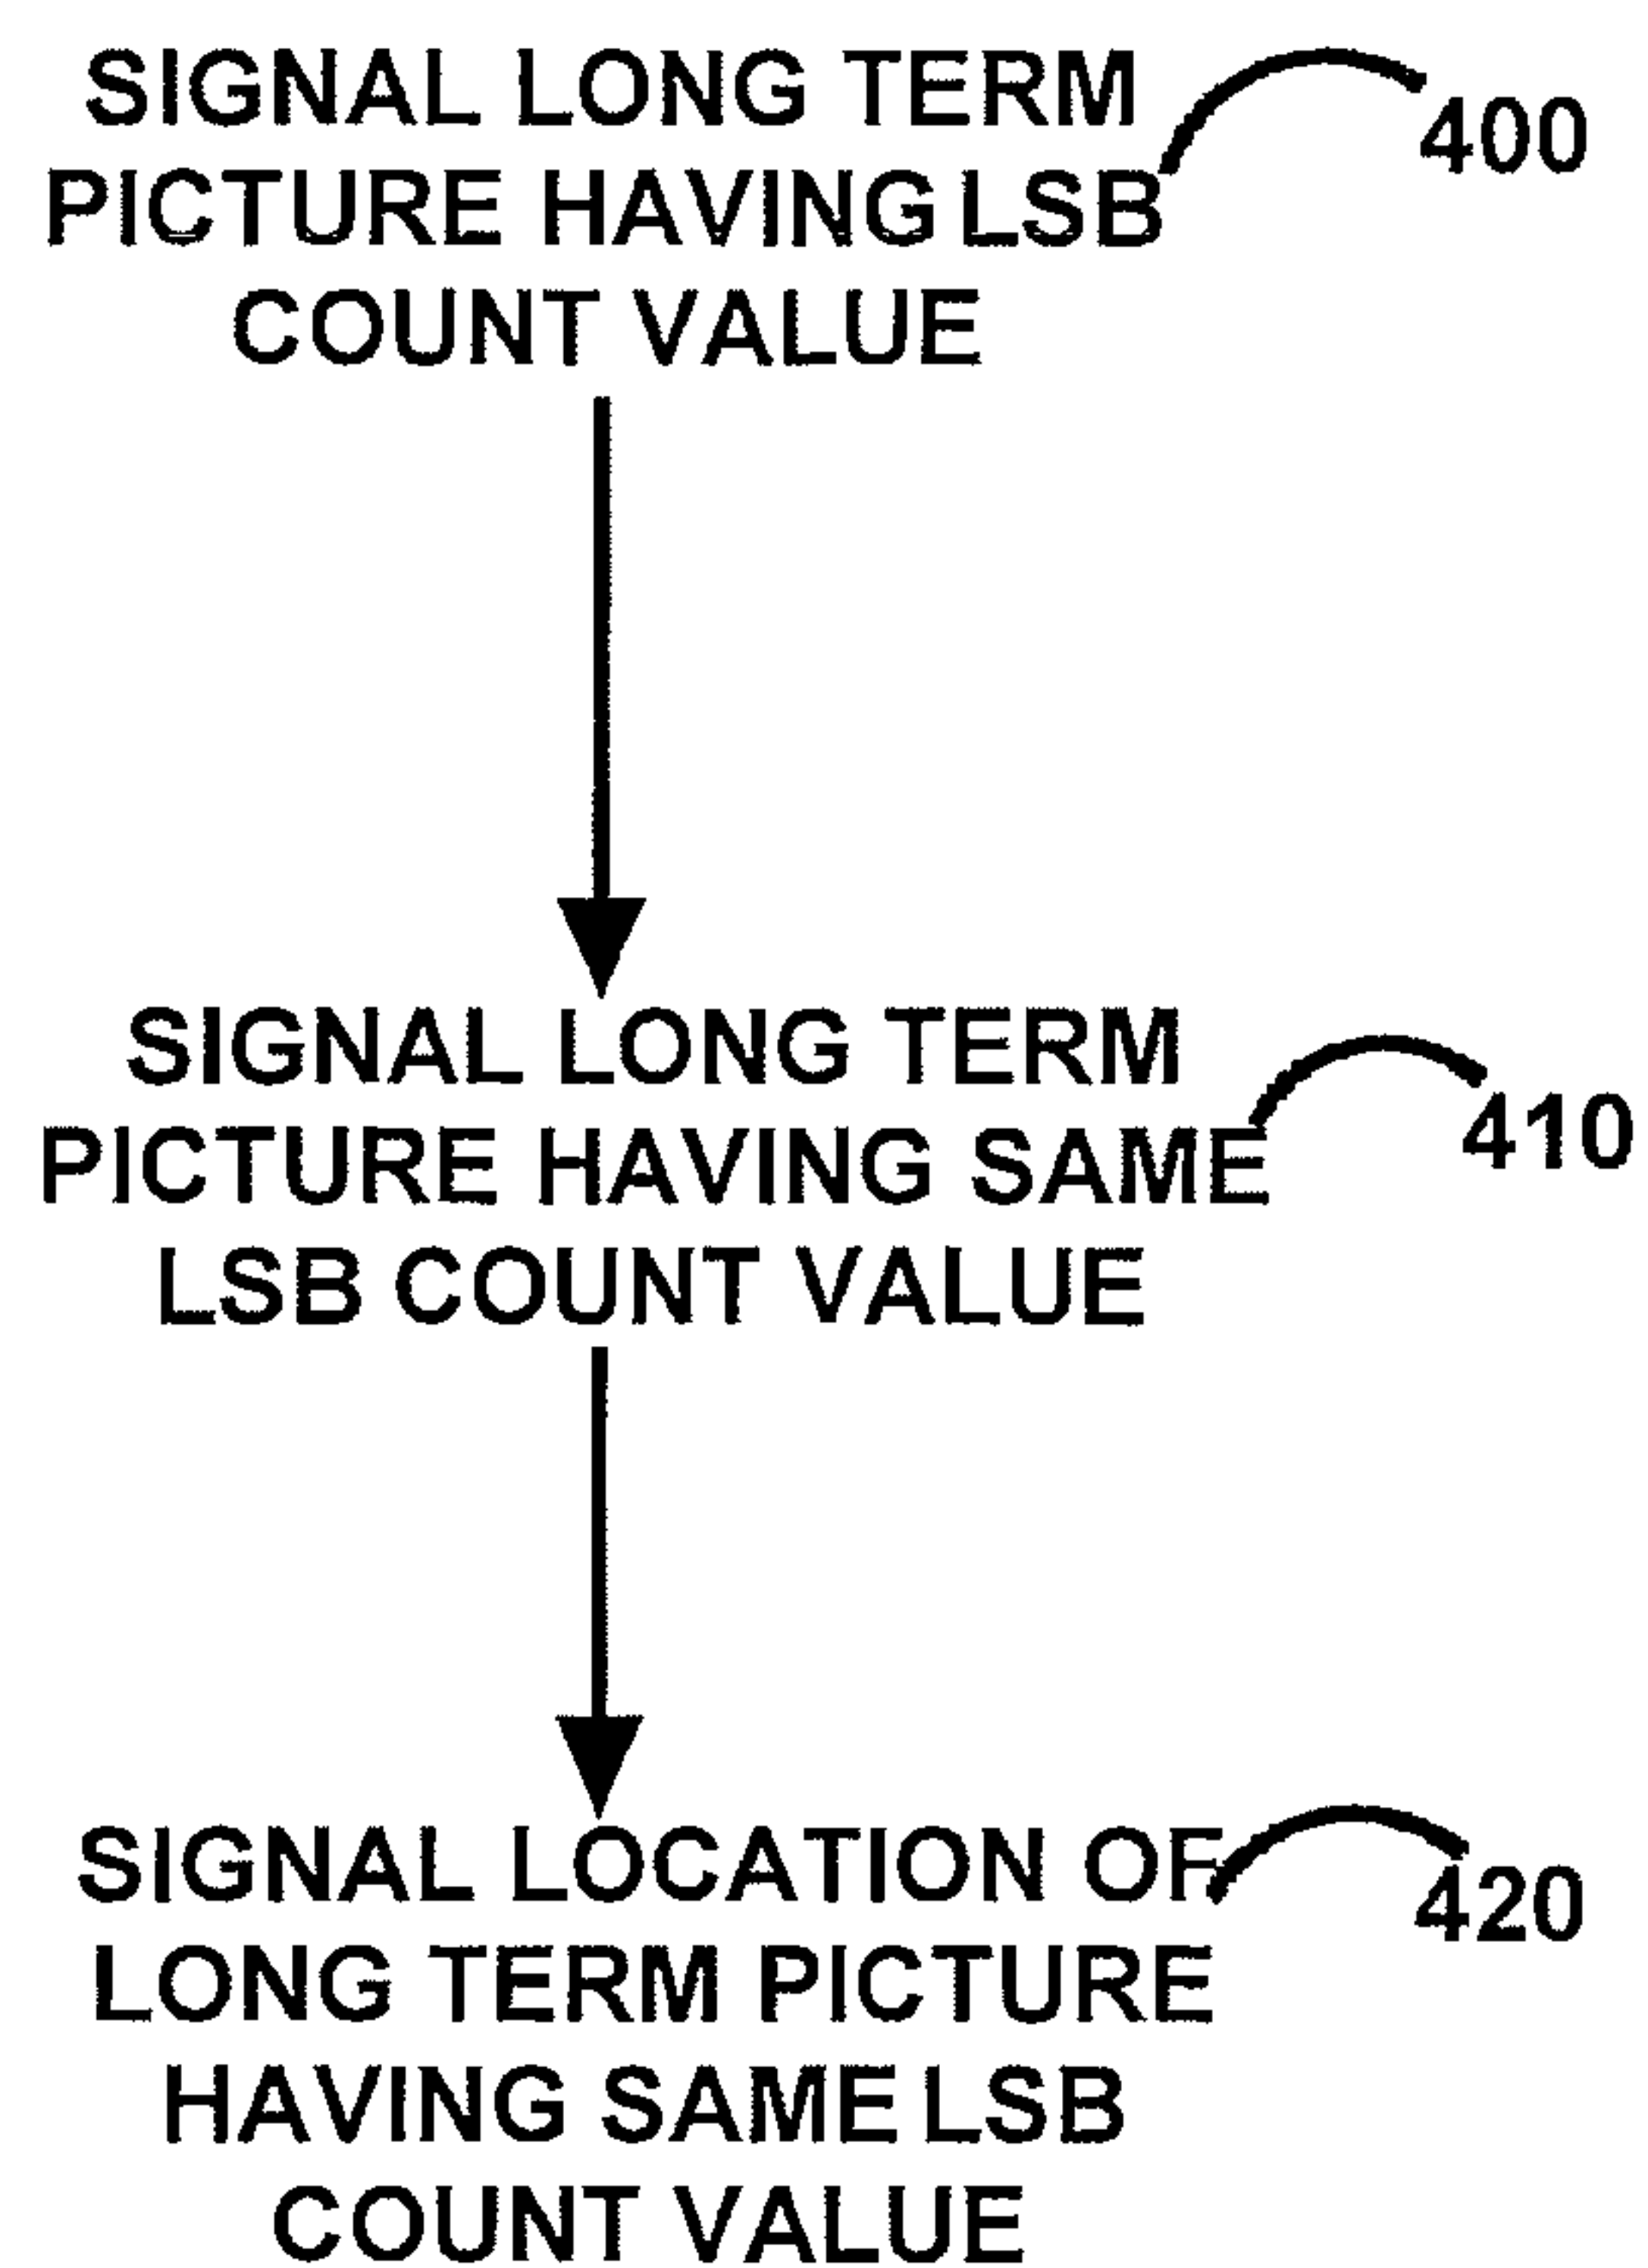 SIGNAL LONG TERM
400
PICTURE HAVING LSB
COUNT VALUE
SIGNAL LONG TERM
410
PICTURE HAVING SAME
LSB COUNT VALUE
SIGNAL LOCATION OF
420
LONG TERM PICTURE
HAVING SAME LSB
COUNT VALUE